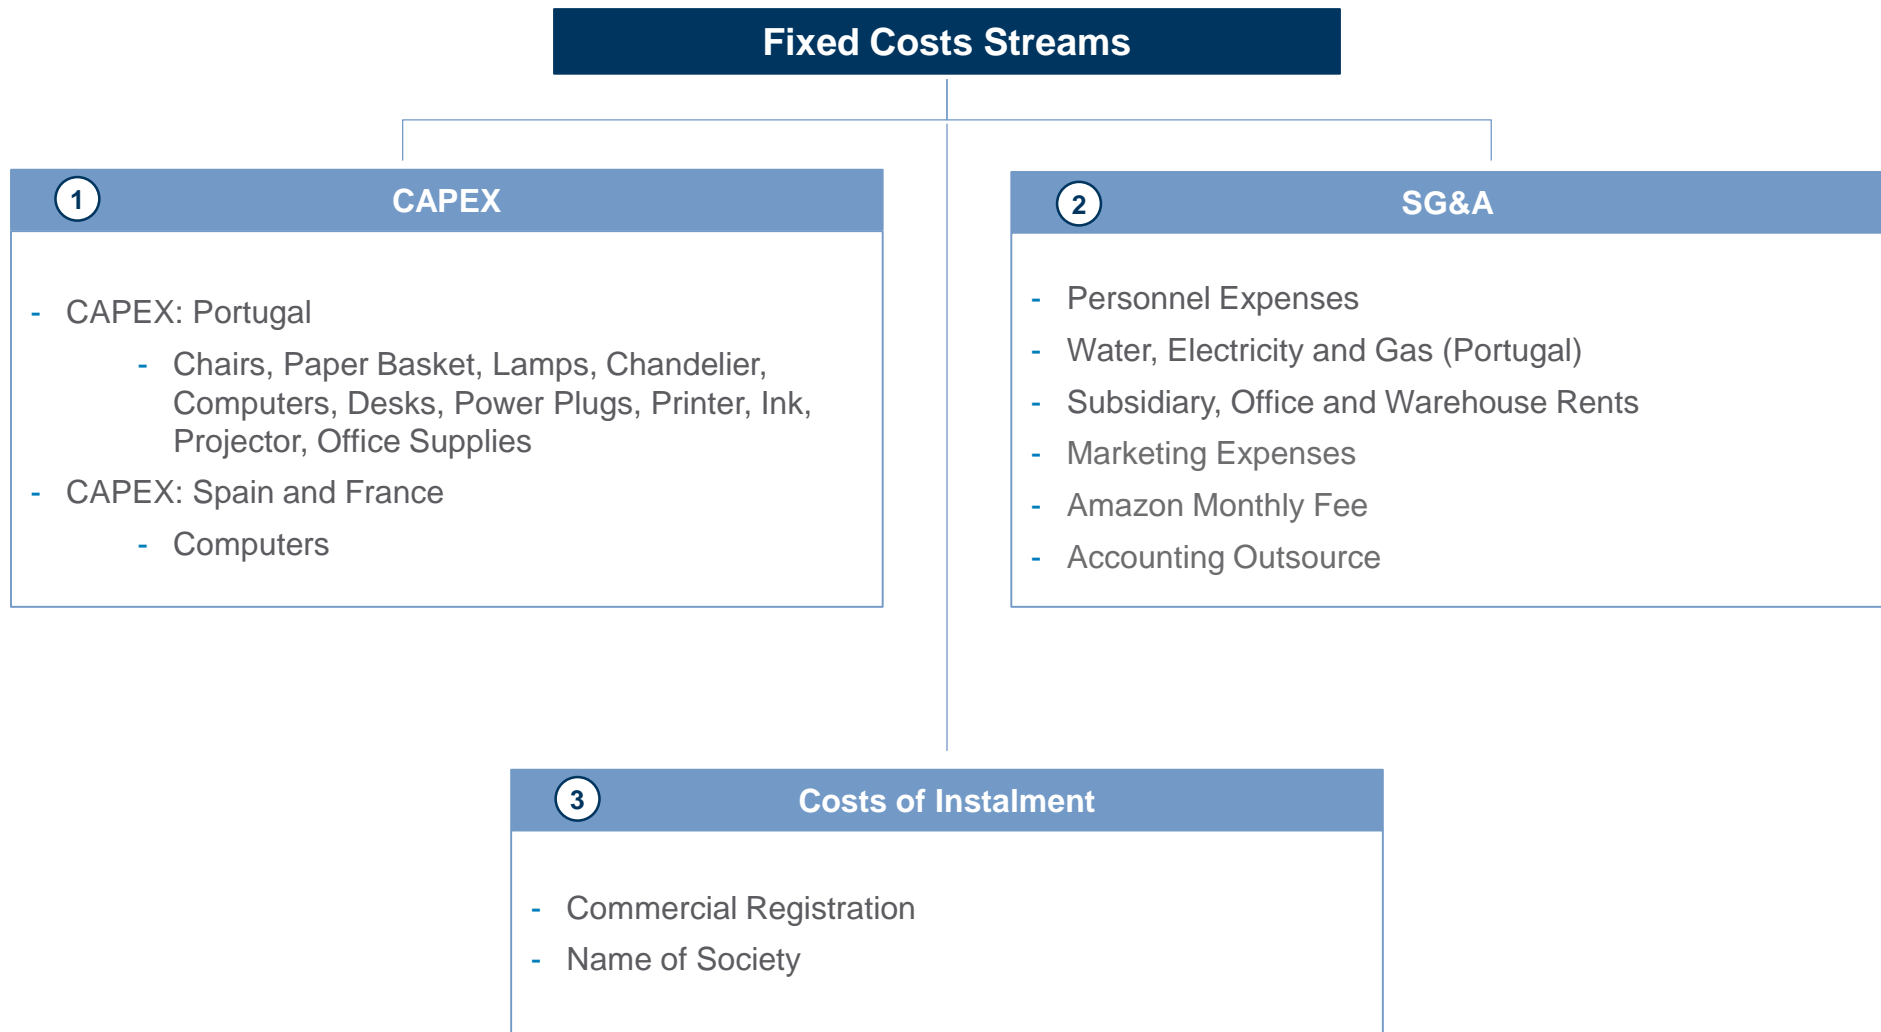 Fixed Costs Streams
1
CAPEX
- CAPEX: Portugal
- Chairs, Paper Basket, Lamps, Chandelier,
Computers, Desks, Power Plugs, Printer, Ink,
Projector, Office Supplies
- CAPEX: Spain and France
- Computers
2
SG&A
- Personnel Expenses
- Water, Electricity and Gas (Portugal)
- Subsidiary, Office and Warehouse Rents
- Marketing Expenses
- Amazon Monthly Fee
- Accounting Outsource
3
Costs of Instalment
- Commercial Registration
- Name of Society